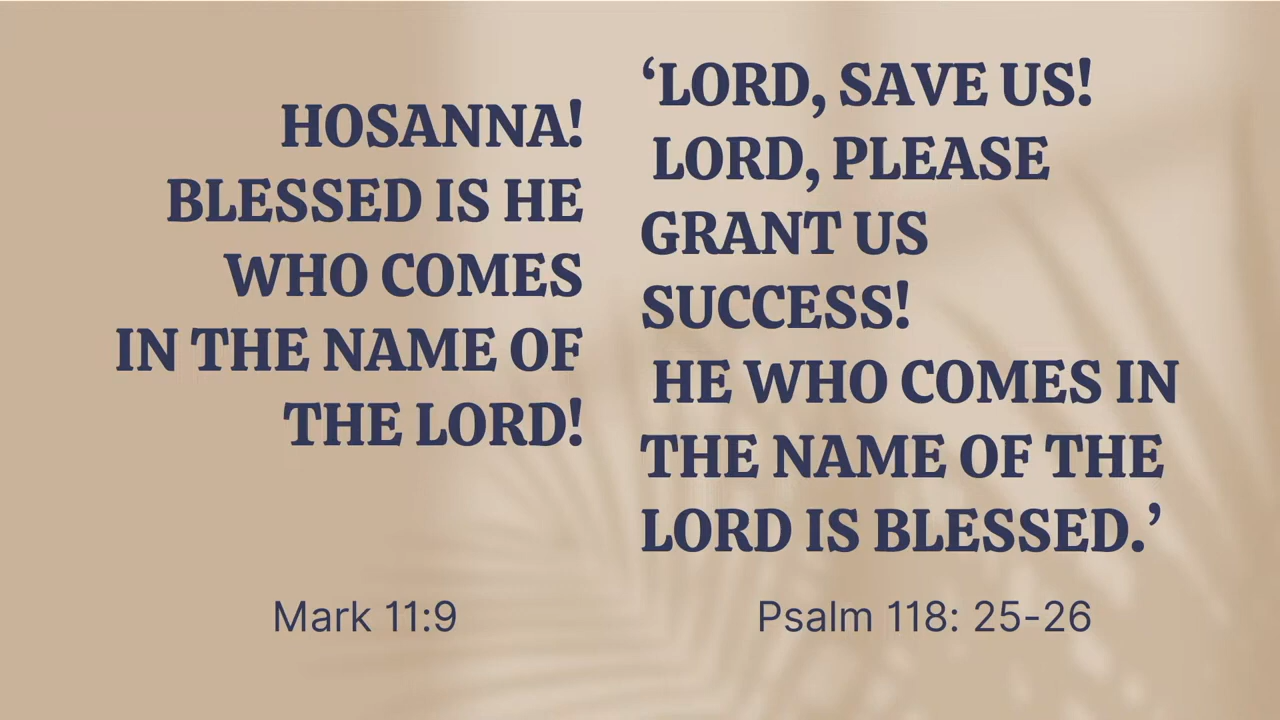 HOSANNA!
BLESSED IS HE
WHO COMES
IN THE NAME OF
THE LORD!
Mark 11:9
‘LORD, SAVE US!
LORD, PLEASE
GRANT US
SUCCESS!
HE WHO COMES IN
THE NAME OF THE
LORD IS BLESSED.’
Psalm 118: 25-26